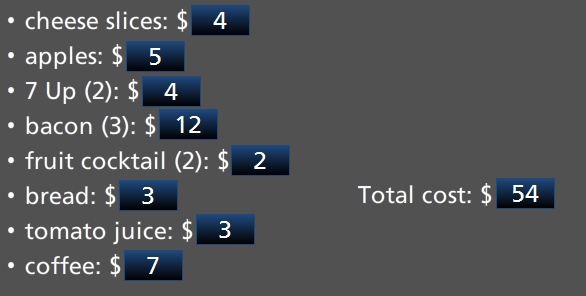 • cheese slices: $ 4
• apples: $ 5
• 7 Up (2): $ 4
• bacon (3): $ 12
• fruit cocktail (2): $ 2
• bread: $ 3
Total cost: $ 54
• tomato juice: $ 3
• coffee: $ 7